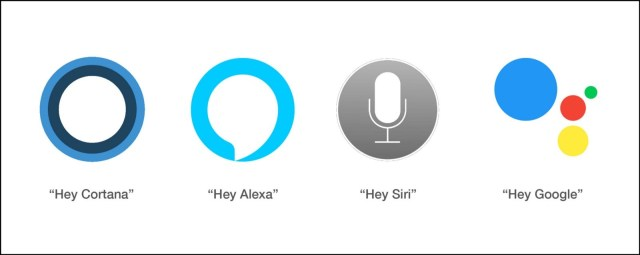 “Hey Cortana” “Hey Alexa” “Hey Siri” “Hey Google”